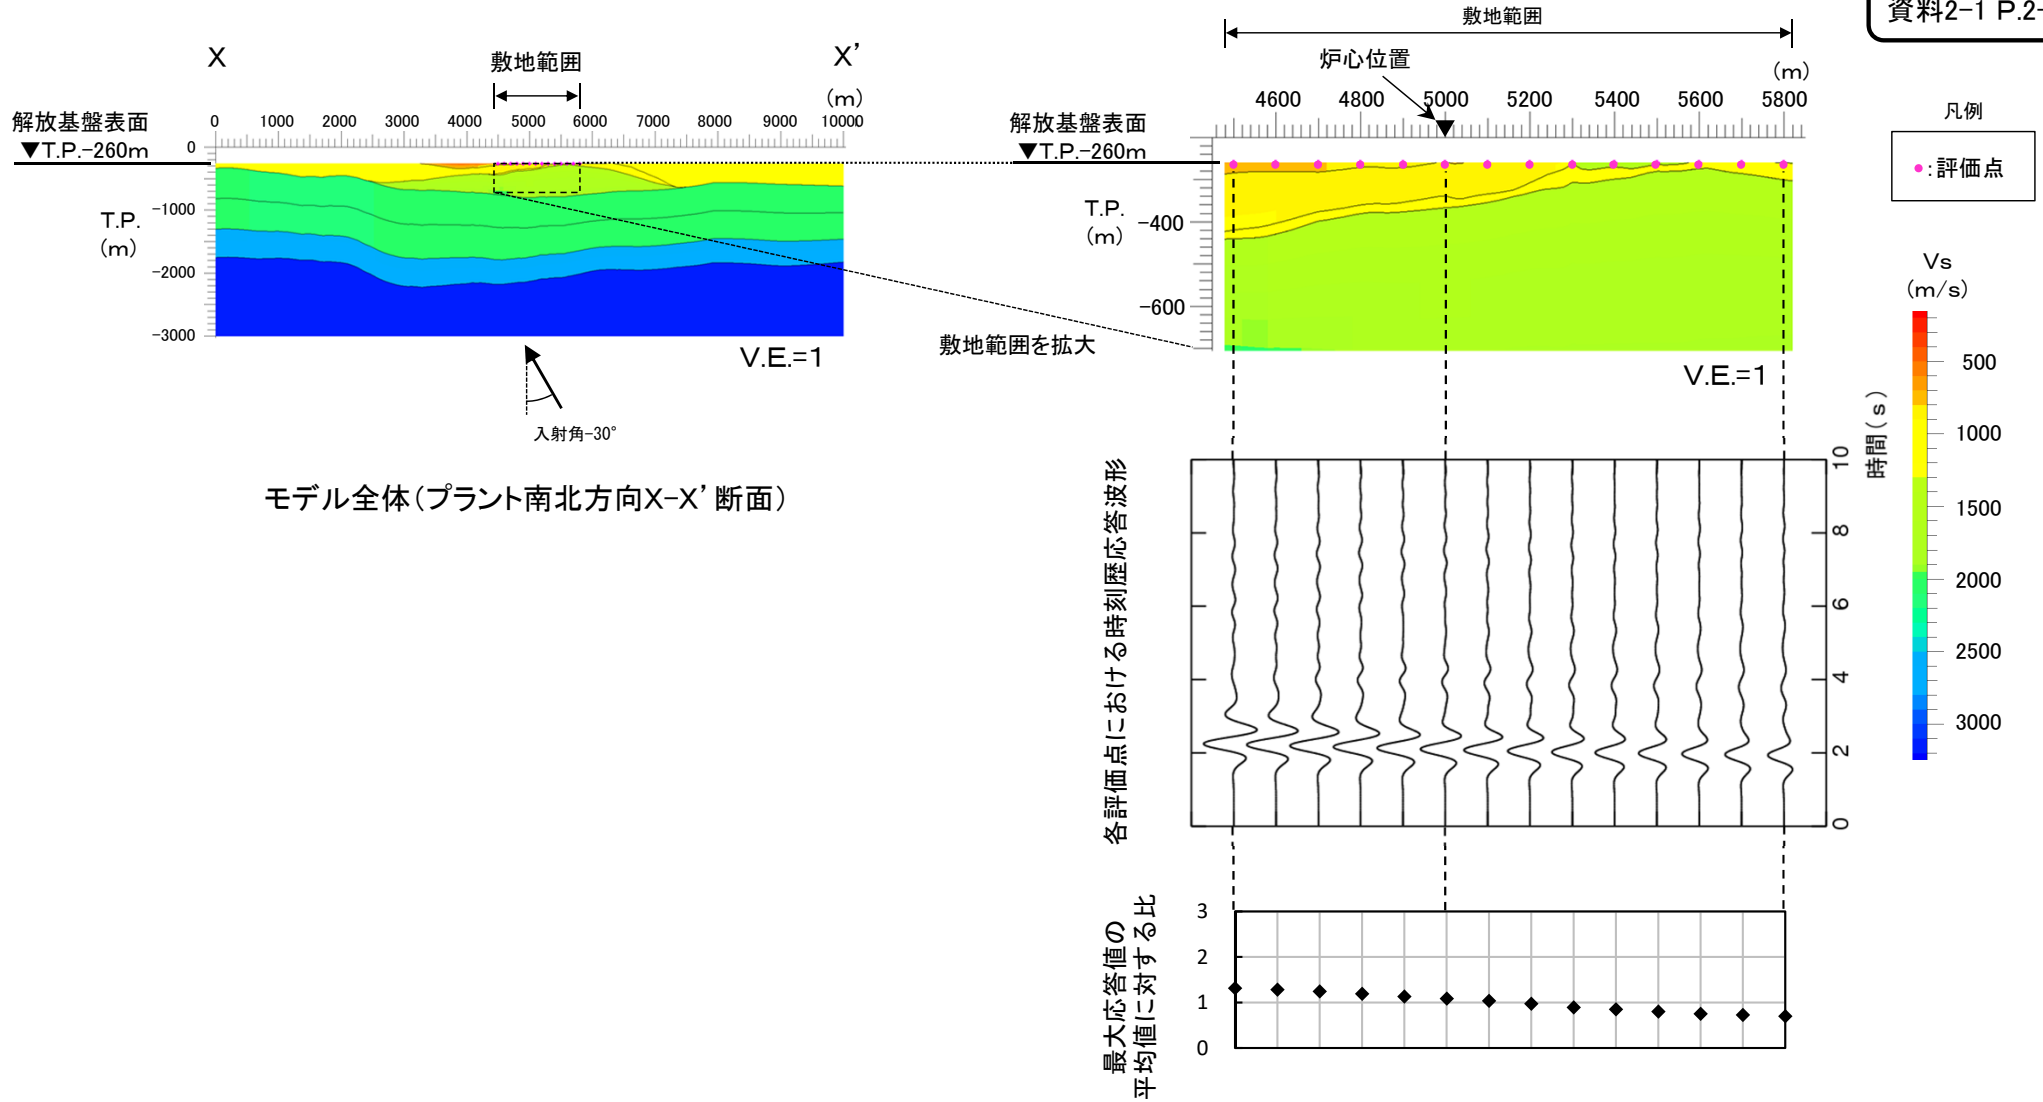 資料2-1 P.2-
X
X’
敷地範囲
(m)
解放基盤表面
▼T.P.-260m
0 1000 2000 3000 4000 5000 6000 7000 8000 9000 10000
0
-1000
-2000
-3000
T.P.
(m)
V.E.=1
入射角-30°
モデル全体(プラント南北方向X-X’断面)
敷地範囲
炉心位置
(m)
4600 4800 5000 5200 5400 5600 5800
解放基盤表面
▼T.P.-260m
T.P.
(m)
-400
-600
敷地範囲を拡大
V.E.=1
凡例
●:評価点
Vs
(m/s)
500
1000
1500
2000
2500
3000
各評価点における時刻歴応答波形
時間(s)
10
8
6
4
2
0
最大応答値の
平均値に対する比
3
2
1
0